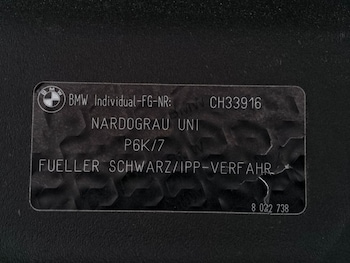 BMW Individual-FG-NR: CH33916
NARDOGRAU UNI
P6K/7
FUELLER SCHWARZ/IPP-VERFAHR
8 022 738